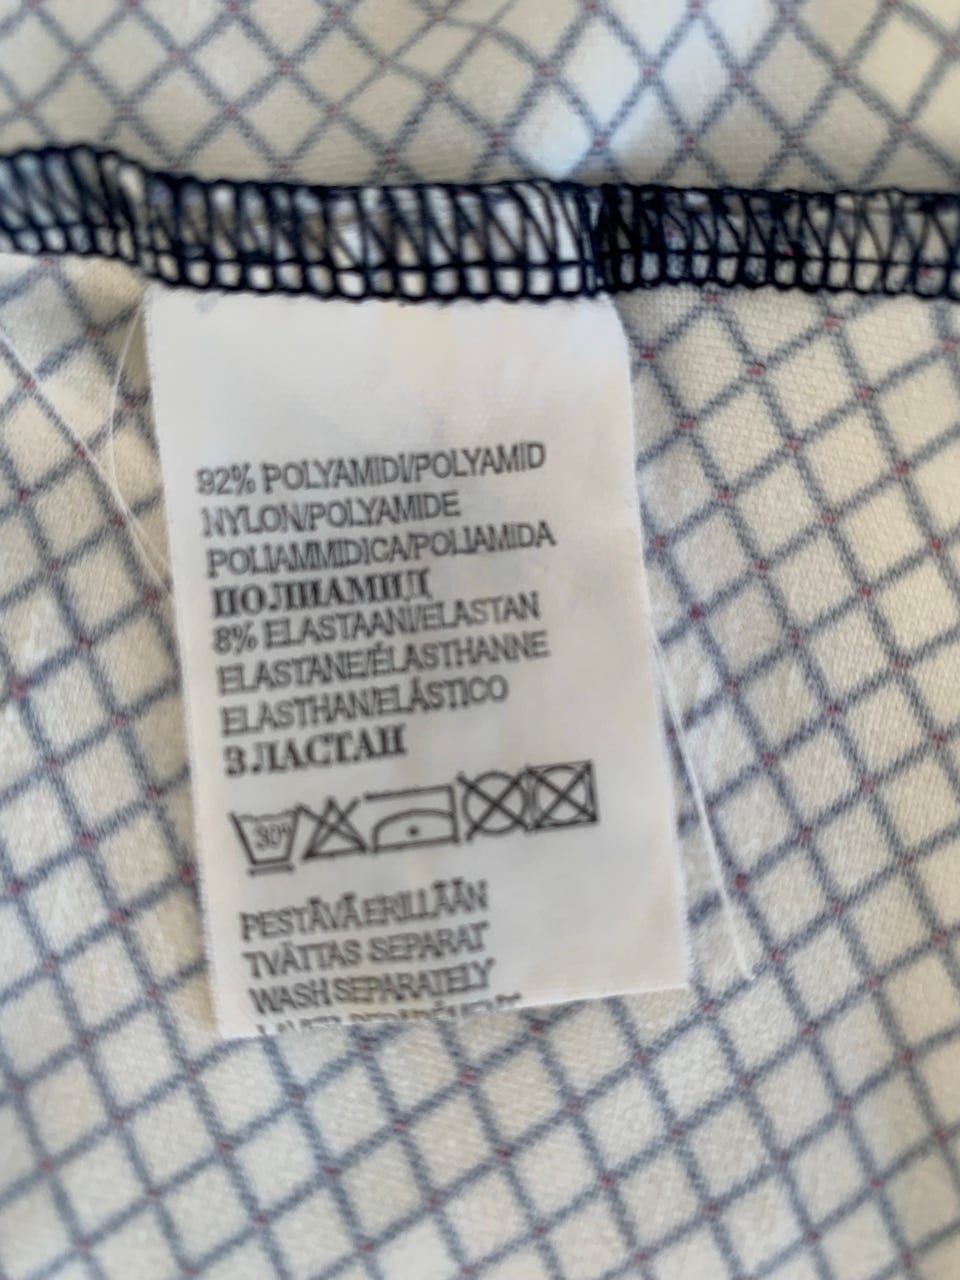 92% POLYAMIDI/POLYAMID
NYLON/POLYAMIDE
POLIAMMIDICA/POLIAMIDA
ПОЛИАМИД
8% ELASTAANI/ELASTAN
ELASTANE/ÉLASTHANNE
ELASTHAN/ELÁSTICO
ЭЛАСТАН
30°
PESTÄVÄ ERILLÄÄN
TVÄTTAS SEPARAT
WASH SEPARATELY